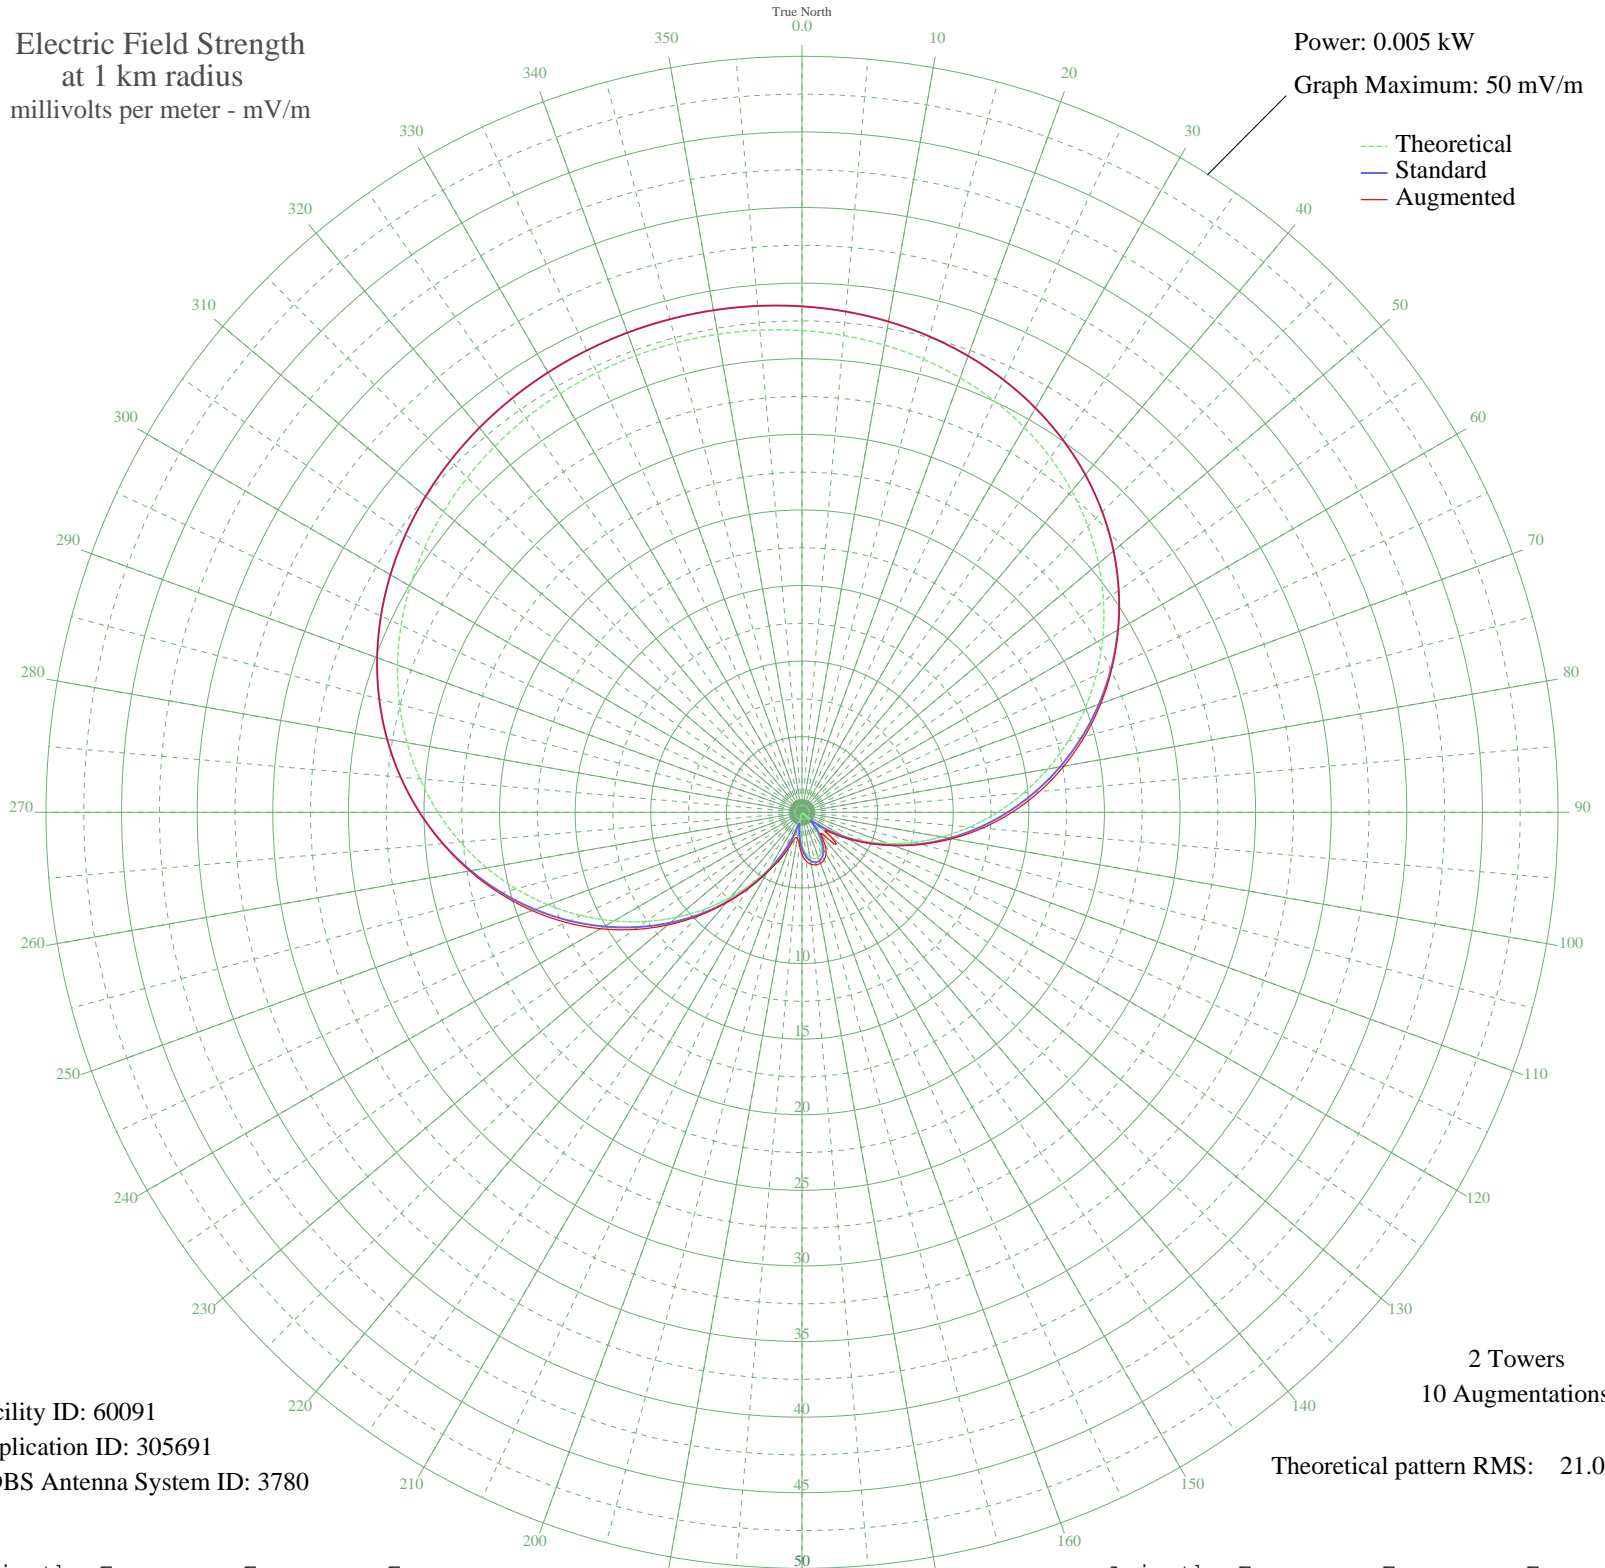 True North
0.0
Electric Field Strength
at 1 km radius
millivolts per meter - mV/m
Power: 0.005 kW
Graph Maximum: 50 mV/m
Theoretical
Standard
Augmented
10
20
30
40
50
60
70
80
90
100
110
120
130
140
150
160
200
210
220
230
240
250
260
270
280
290
300
310
320
330
340
350
10
15
20
25
30
35
40
45
50
2 Towers
10 Augmentations
Theoretical pattern RMS: 21.0
cility ID: 60091
plication ID: 305691
DBS Antenna System ID: 3780